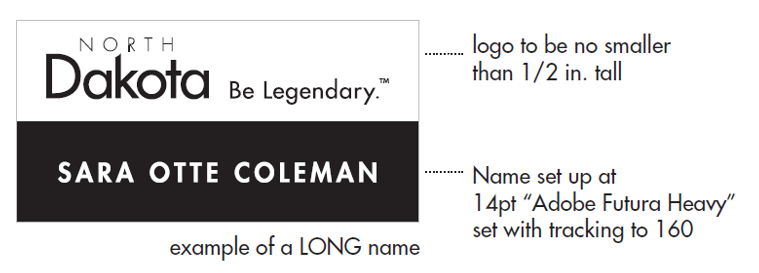 NORTH
Dakota Be Legendary.™
logo to be no smaller
than 1/2 in. tall
SARA OTTE COLEMAN
Name set up at
14pt “Adobe Futura Heavy”
set with tracking to 160
example of a LONG name